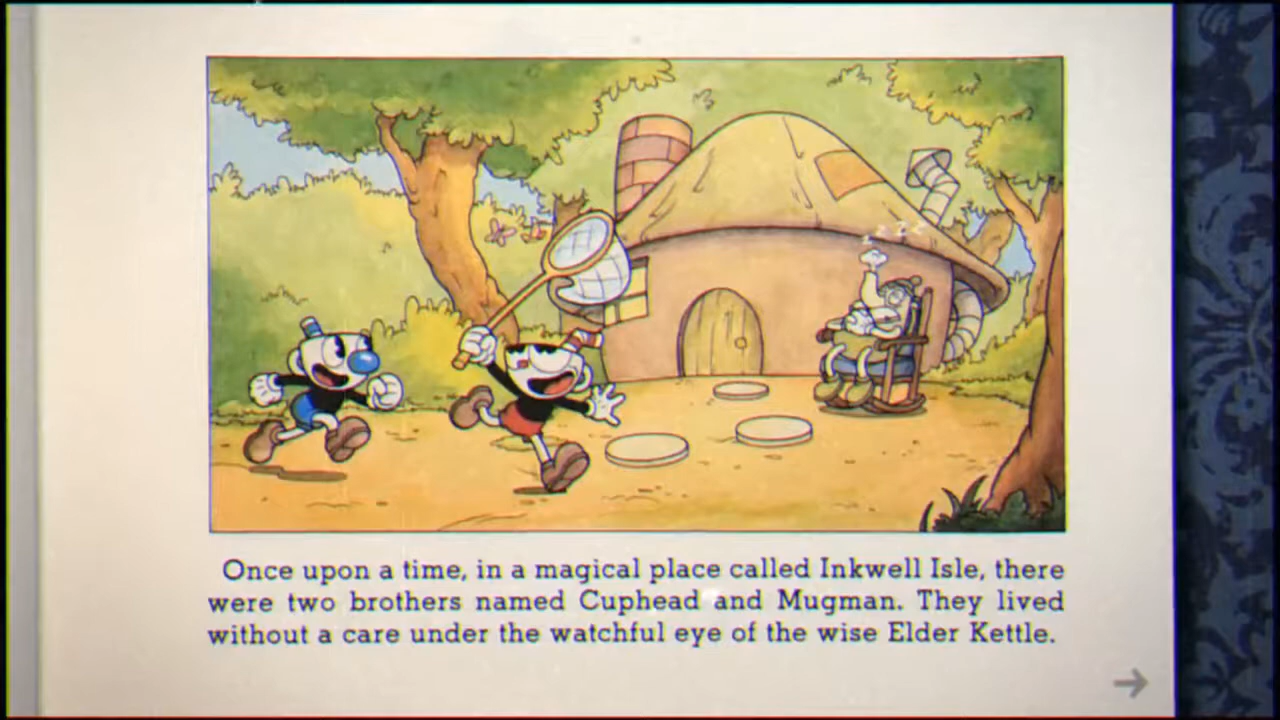 z z z z
Once upon a time, in a magical place called Inkwell Isle, there
were two brothers named Cuphead and Mugman. They lived
without a care under the watchful eye of the wise Elder Kettle.